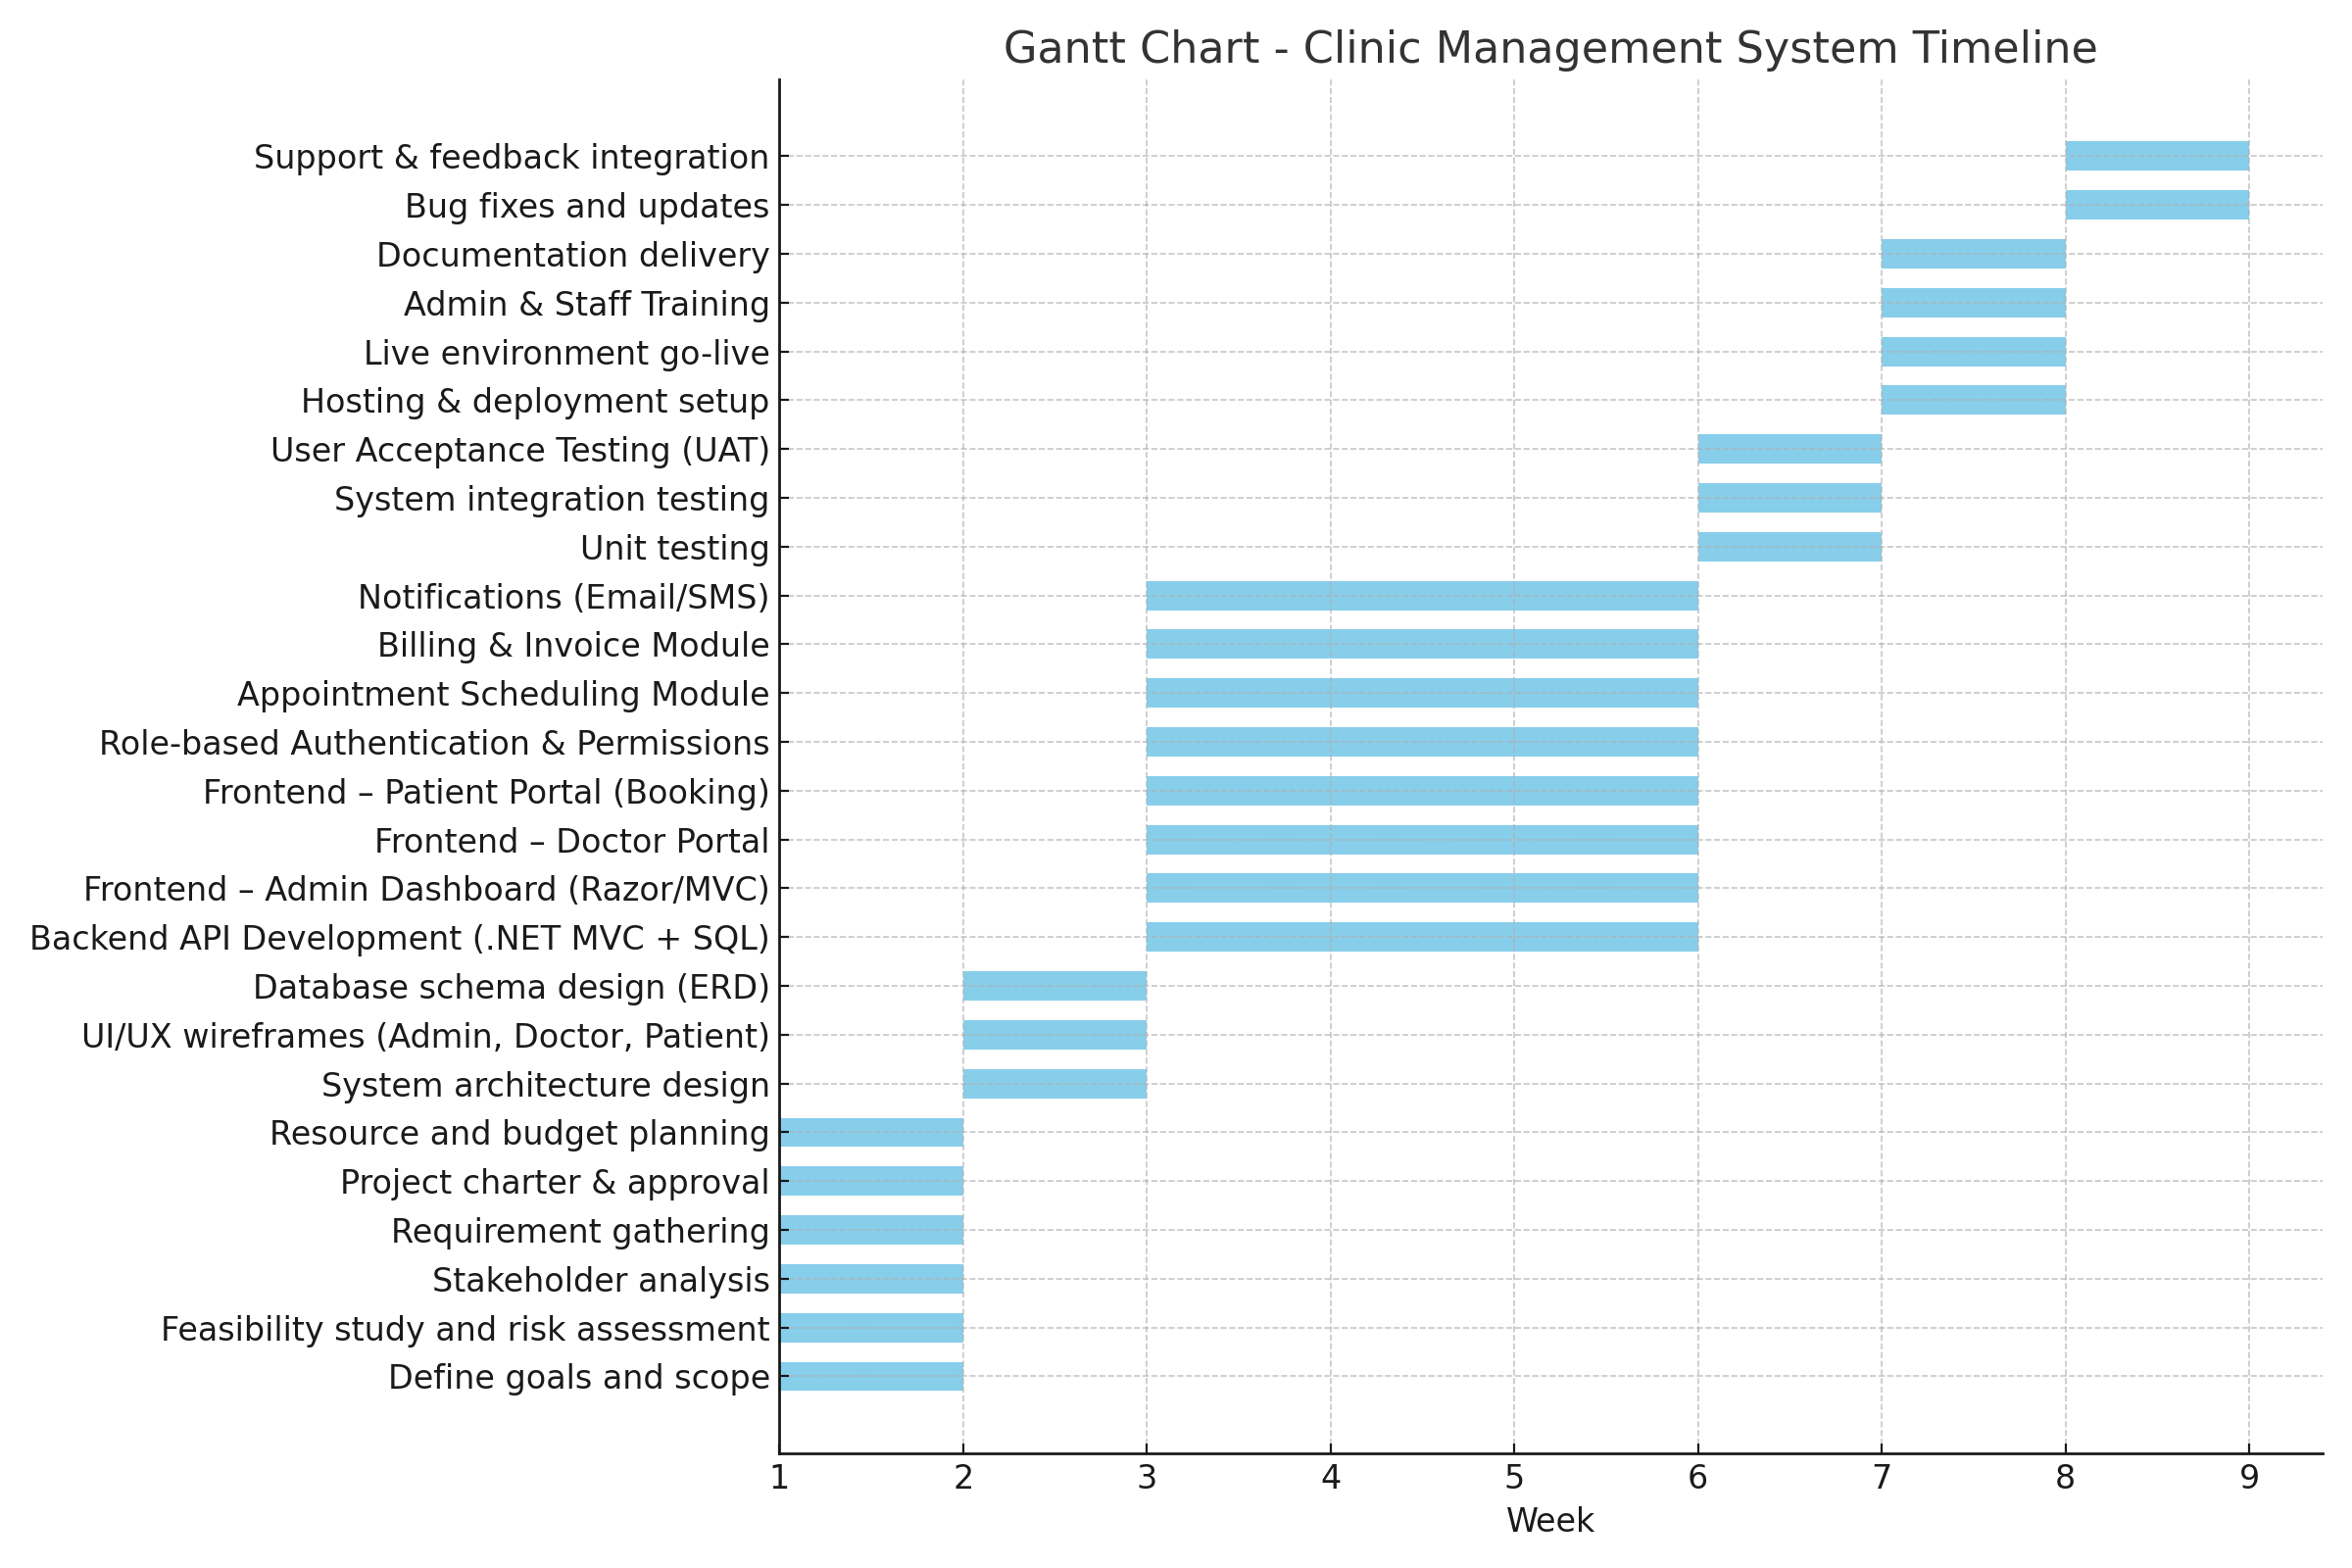 Gantt Chart - Clinic Management System Timeline
Support & feedback integration
Bug fixes and updates
Documentation delivery
Admin & Staff Training
Live environment go-live
Hosting & deployment setup
User Acceptance Testing (UAT)
System integration testing
Unit testing
Notifications (Email/SMS)
Billing & Invoice Module
Appointment Scheduling Module
Role-based Authentication & Permissions
Frontend – Patient Portal (Booking)
Frontend – Doctor Portal
Frontend – Admin Dashboard (Razor/MVC)
Backend API Development (.NET MVC + SQL)
Database schema design (ERD)
UI/UX wireframes (Admin, Doctor, Patient)
System architecture design
Resource and budget planning
Project charter & approval
Requirement gathering
Stakeholder analysis
Feasibility study and risk assessment
Define goals and scope
1 2 3 4 5 6 7 8 9
Week